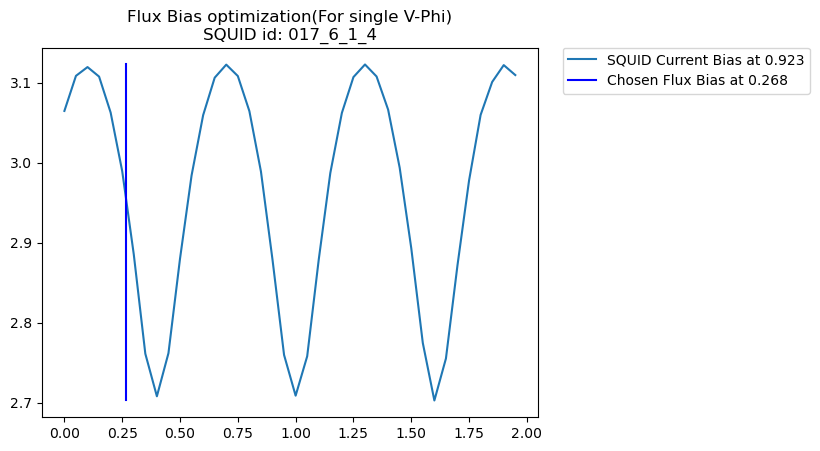 Flux Bias optimization(For single V-Phi)
SQUID id: 017_6_1_4
SQUID Current Bias at 0.923
Chosen Flux Bias at 0.268
3.1
3.0
2.9
2.8
2.7
0.00 0.25 0.50 0.75 1.00 1.25 1.50 1.75 2.00